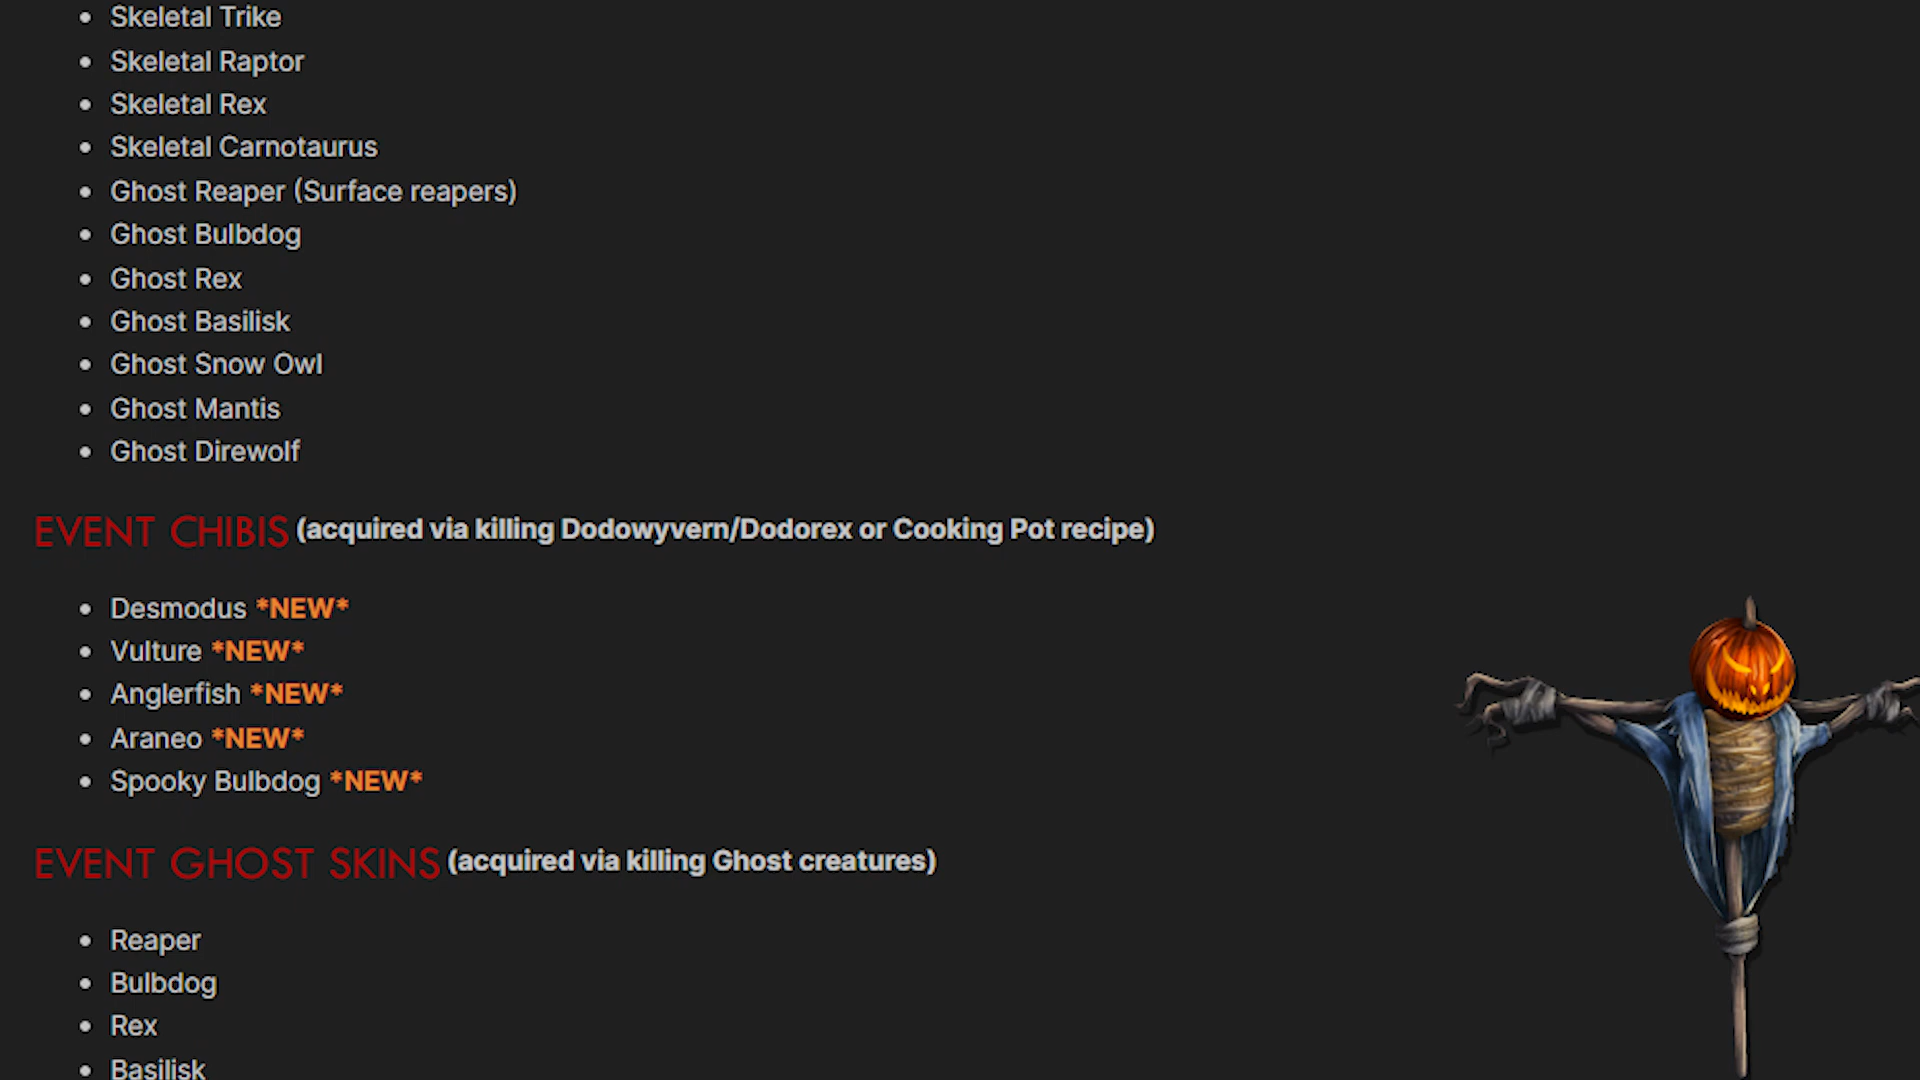 Skeletal Trike
Skeletal Raptor
Skeletal Rex
Skeletal Carnotaurus
Ghost Reaper (Surface reapers)
Ghost Bulbdog
Ghost Rex
Ghost Basilisk
Ghost Snow Owl
Ghost Mantis
Ghost Direwolf
EVENT CHIBIS (acquired via killing Dodowyvern/Dodorex or Cooking Pot recipe)
Desmodus *NEW*
Vulture *NEW*
Anglerfish *NEW*
Araneo *NEW*
Spooky Bulbdog *NEW*
EVENT GHOST SKINS (acquired via killing Ghost creatures)
Reaper
Bulbdog
Rex
Basilisk